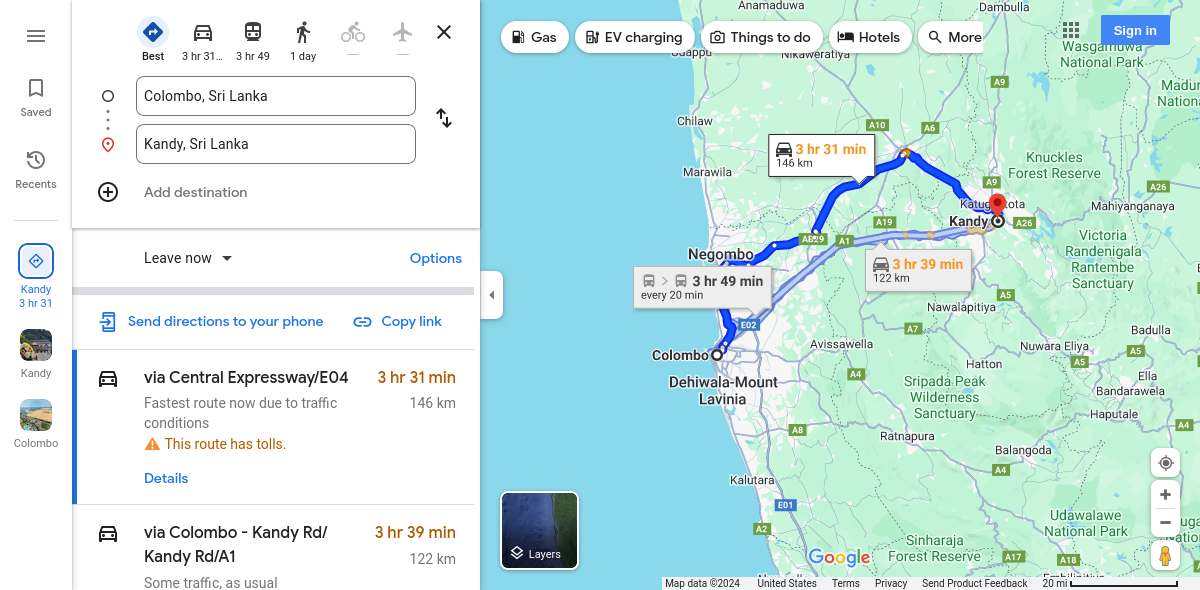 Saved
Recents
Kandy
3 hr 31
Kandy
Colombo
Best
3 hr 31...
3 hr 49
1 day
Colombo, Sri Lanka
Kandy, Sri Lanka
Add destination
Leave now
Options
Send directions to your phone
Copy link
via Central Expressway/E04
3 hr 31 min
Fastest route now due to traffic
conditions
146 km
This route has tolls.
Details
via Colombo - Kandy Rd/
Kandy Rd/A1
3 hr 39 min
122 km
Some traffic, as usual
Gas
EV charging
Things to do
Hotels
More
Sign in
Anamaduwa
Dambulla
Nikaweratiya
Wasgamuwa
National Park
A9
Chilaw
A10
A6
3 hr 31 min
146 km
Marawila
Knuckles
Forest Reserve
A9
A26
Mahiyanganaya
Kandy
A26
A19
A1
Victoria
Randenigala
Rantembe
Sanctuary
Negombo
3 hr 39 min
122 km
3 hr 49 min
every 20 min
Nawalapitiya
A5
E02
A7
Badulla
Colombo
Avissawella
Nuwara Eliya
A5
A5
Hatton
Ella
Dehiwala-Mount
Lavinia
A4
Sripada Peak
Wilderness
Sanctuary
Bandarawela
Haputale
A4
A8
Ratnapura
Balangoda
A4
Kalutara
E01
A2
Udawalawe
National Park
Sinharaja
Forest Reserve
A17
A18
Layers
Google
Map data ©2024
United States
Terms
Privacy
Send Product Feedback
20 mi